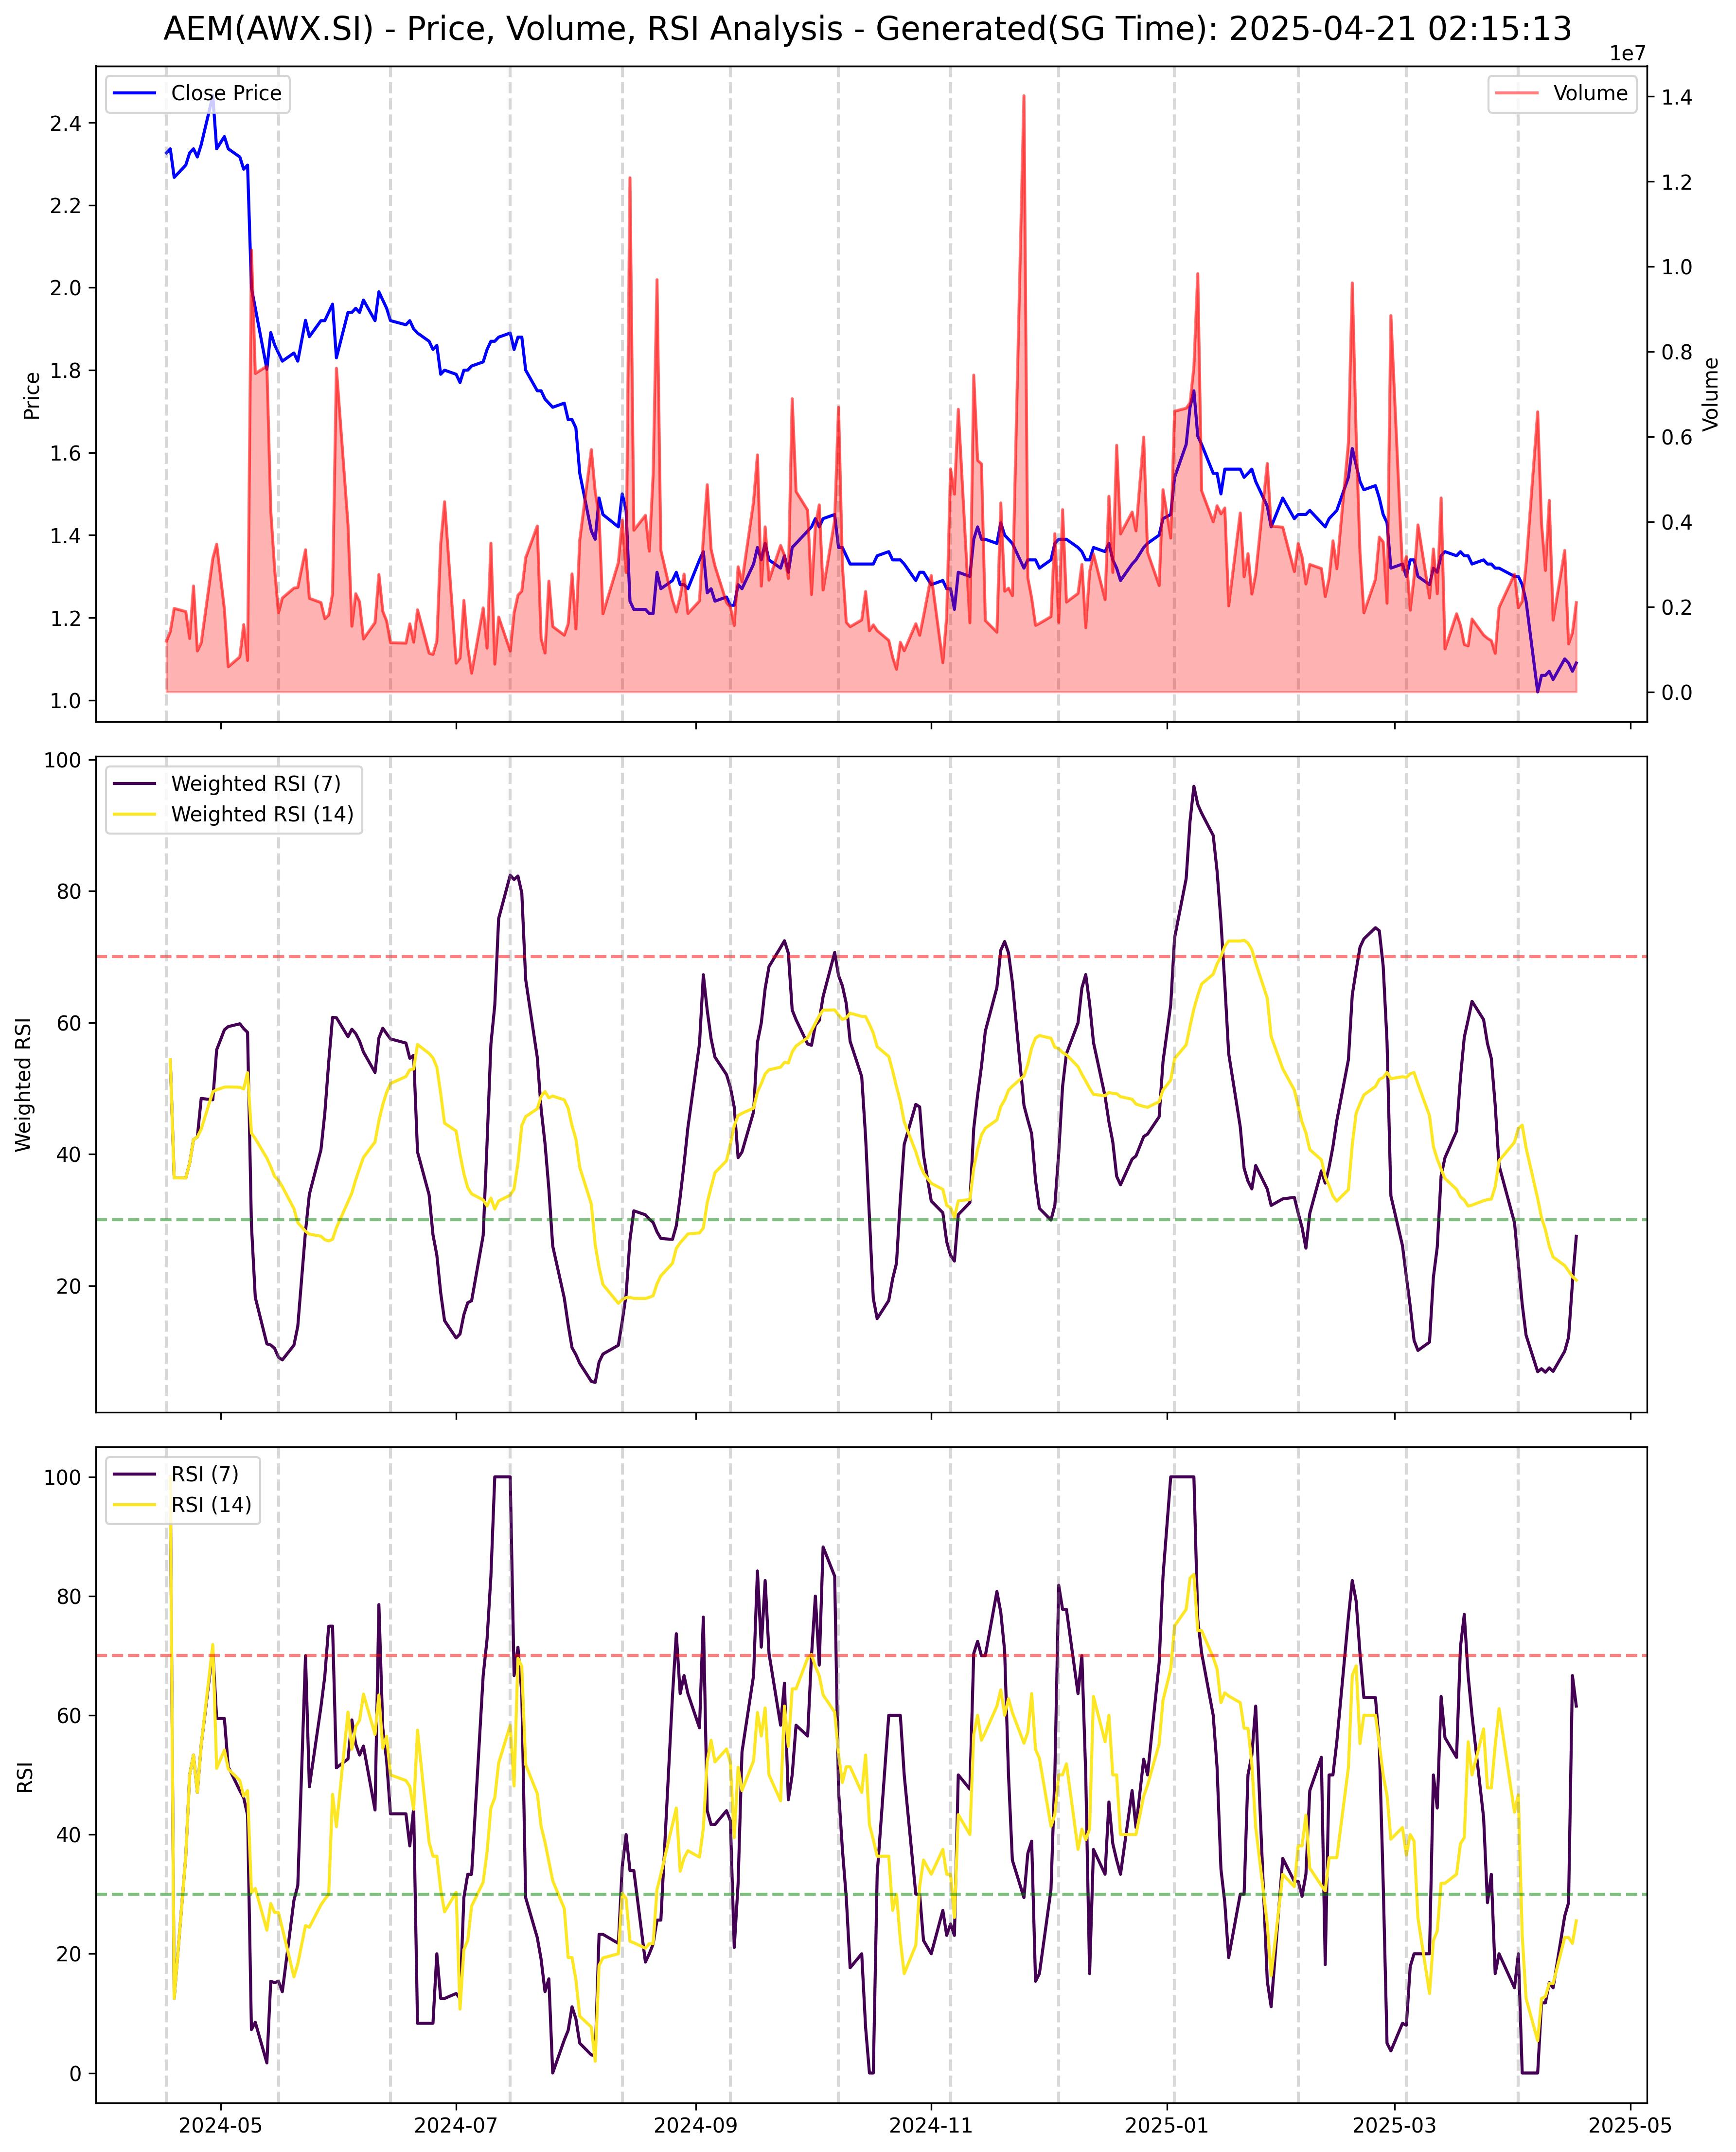 AEM(AWX.SI) - Price, Volume, RSI Analysis - Generated(SG Time): 2025-04-21 02:15:13
1e7
Close Price
Volume
2.4
2.2
2.0
1.8
1.6
1.4
1.2
1.0
Price
1.4
1.2
1.0
0.8
0.6
0.4
0.2
0.0
Volume
Weighted RSI (7)
Weighted RSI (14)
100
80
60
40
20
Weighted RSI
RSI (7)
RSI (14)
100
80
60
40
20
0
RSI
2024-05
2024-07
2024-09
2024-11
2025-01
2025-03
2025-05